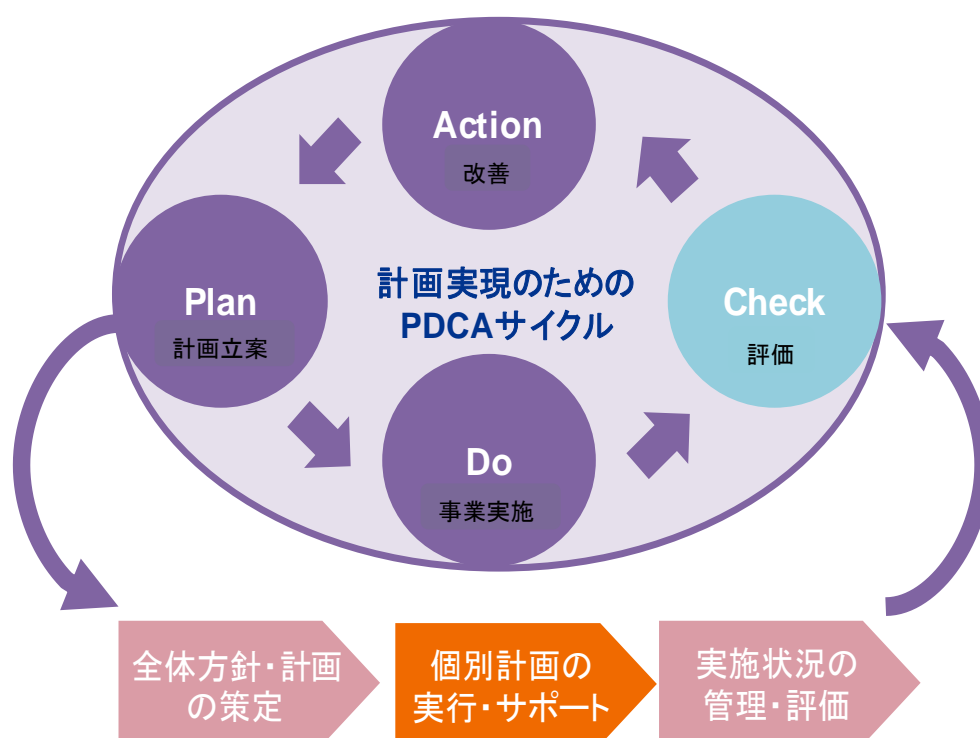 Action
改善
計画実現のための
PDCAサイクル
Plan
計画立案
Check
評価
Do
事業実施
全体方針・計画
の策定
個別計画の
実行・サポート
実施状況の
管理・評価